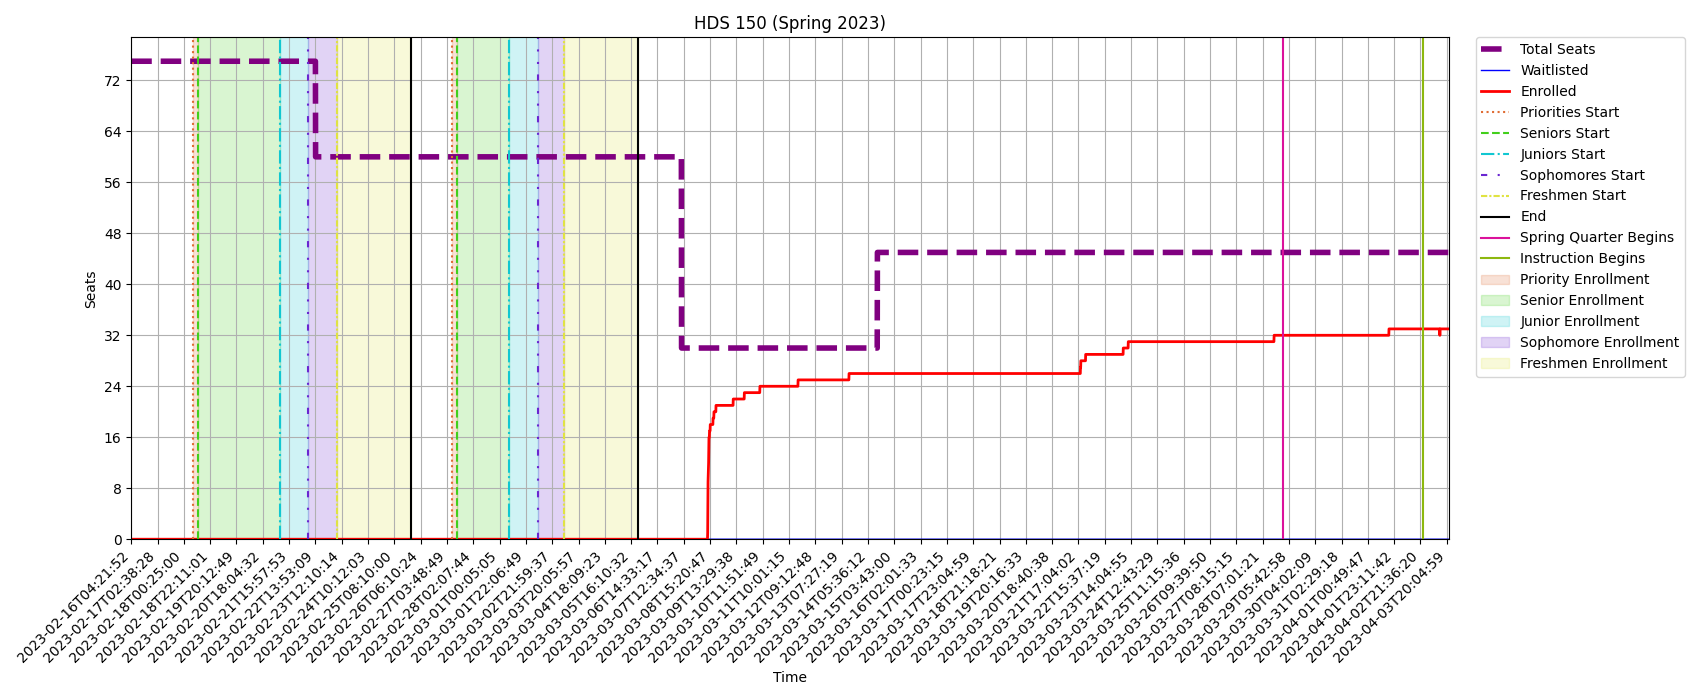 HDS 150 (Spring 2023)
Seats
72
64
56
48
40
32
24
16
8
0
2023-02-16T04:21:52
2023-02-17T02:38:28
2023-02-18T00:25:00
2023-02-18T22:11:01
2023-02-19T20:12:49
2023-02-20T18:04:32
2023-02-21T15:57:53
2023-02-22T13:53:09
2023-02-23T12:10:14
2023-02-24T10:12:03
2023-02-25T08:10:00
2023-02-26T06:10:24
2023-02-27T03:48:49
2023-02-28T02:07:44
2023-03-01T00:05:05
2023-03-01T22:06:49
2023-03-02T21:59:37
2023-03-03T20:05:57
2023-03-04T18:09:23
2023-03-05T16:10:32
2023-03-06T14:33:17
2023-03-07T12:34:37
2023-03-08T15:20:47
2023-03-09T13:29:38
2023-03-10T11:51:49
2023-03-11T10:01:15
2023-03-12T09:12:48
2023-03-13T07:27:19
2023-03-14T05:36:12
2023-03-15T03:43:00
2023-03-16T02:01:33
2023-03-17T00:23:15
2023-03-17T23:04:59
2023-03-18T21:18:21
2023-03-19T20:16:33
2023-03-20T18:40:38
2023-03-21T17:04:02
2023-03-22T15:37:19
2023-03-23T14:04:55
2023-03-24T12:43:29
2023-03-25T11:15:36
2023-03-26T09:39:50
2023-03-27T08:15:15
2023-03-28T07:01:21
2023-03-29T05:42:58
2023-03-30T04:02:09
2023-03-31T02:29:18
2023-04-01T00:49:47
2023-04-01T23:11:42
2023-04-02T21:36:20
2023-04-03T20:04:59
Time
Total Seats
Waitlisted
Enrolled
Priorities Start
Seniors Start
Juniors Start
Sophomores Start
Freshmen Start
End
Spring Quarter Begins
Instruction Begins
Priority Enrollment
Senior Enrollment
Junior Enrollment
Sophomore Enrollment
Freshmen Enrollment